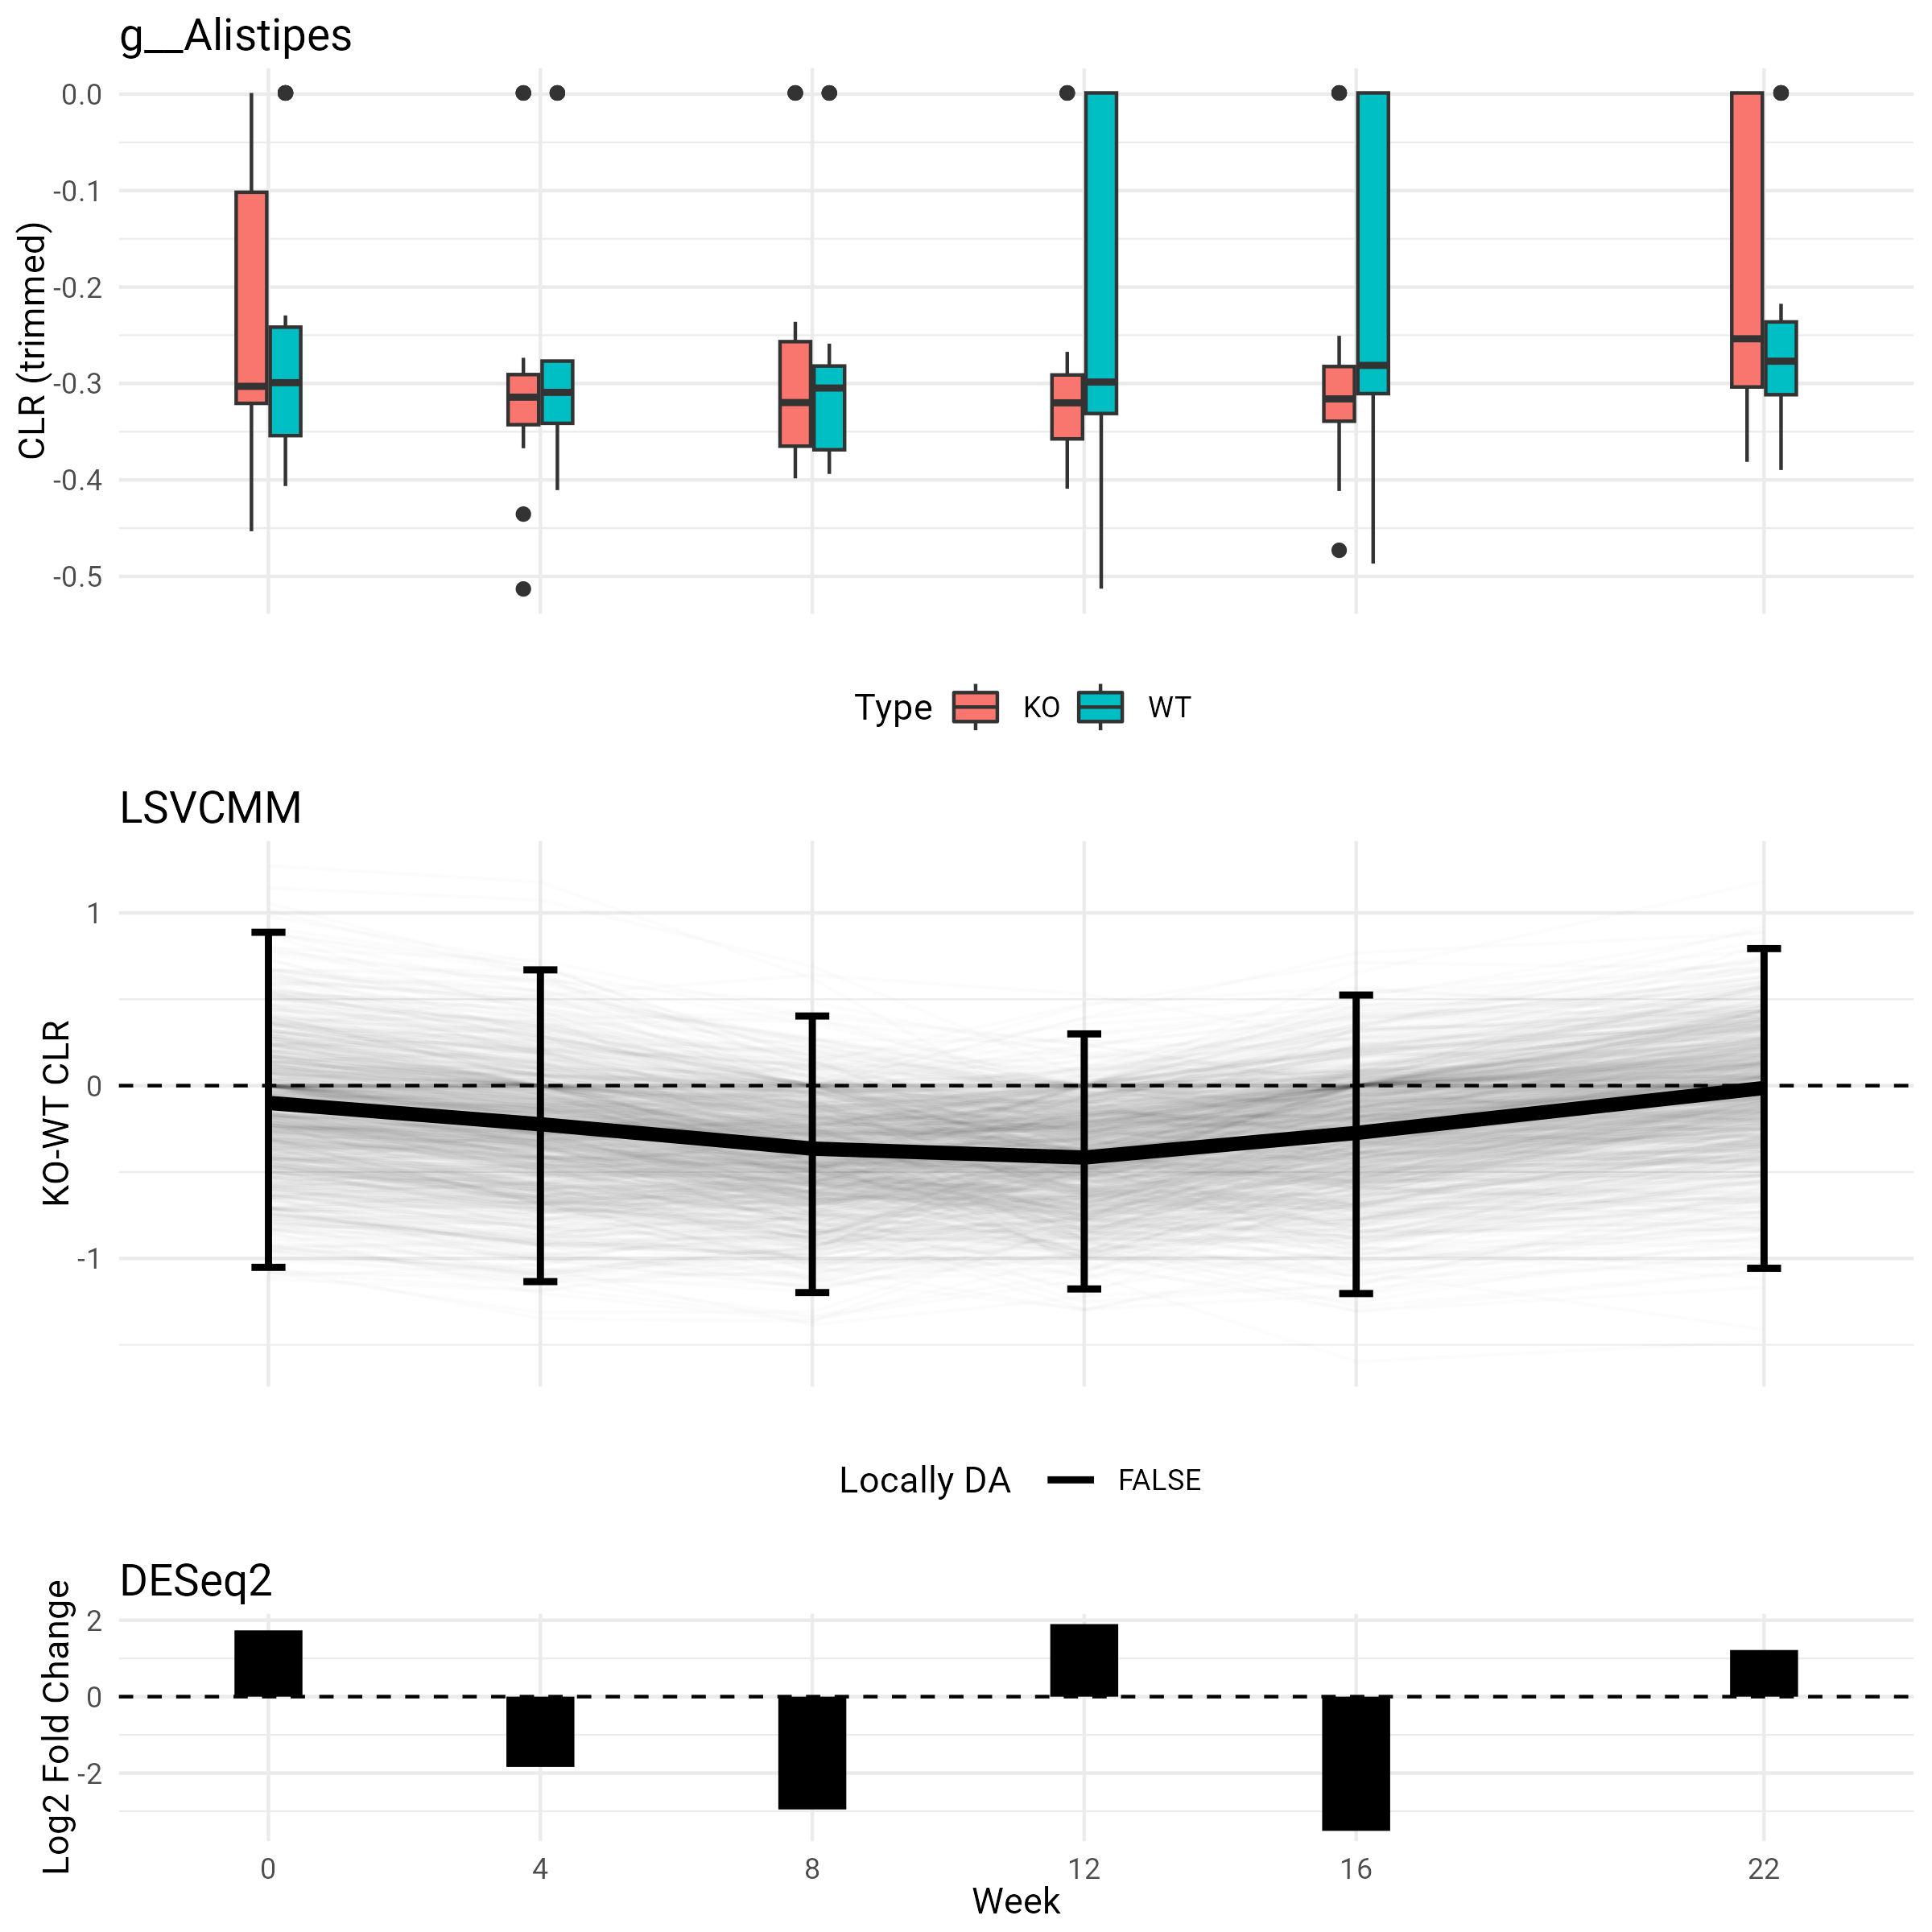 g__Alistipes
CLR (trimmed)
0.0
-0.1
-0.2
-0.3
-0.4
-0.5
Type KO WT
LSVCMM
KO-WT CLR
1
0
-1
Locally DA FALSE
DESeq2
Log2 Fold Change
2
0
-2
0 4 8 12 16 22
Week